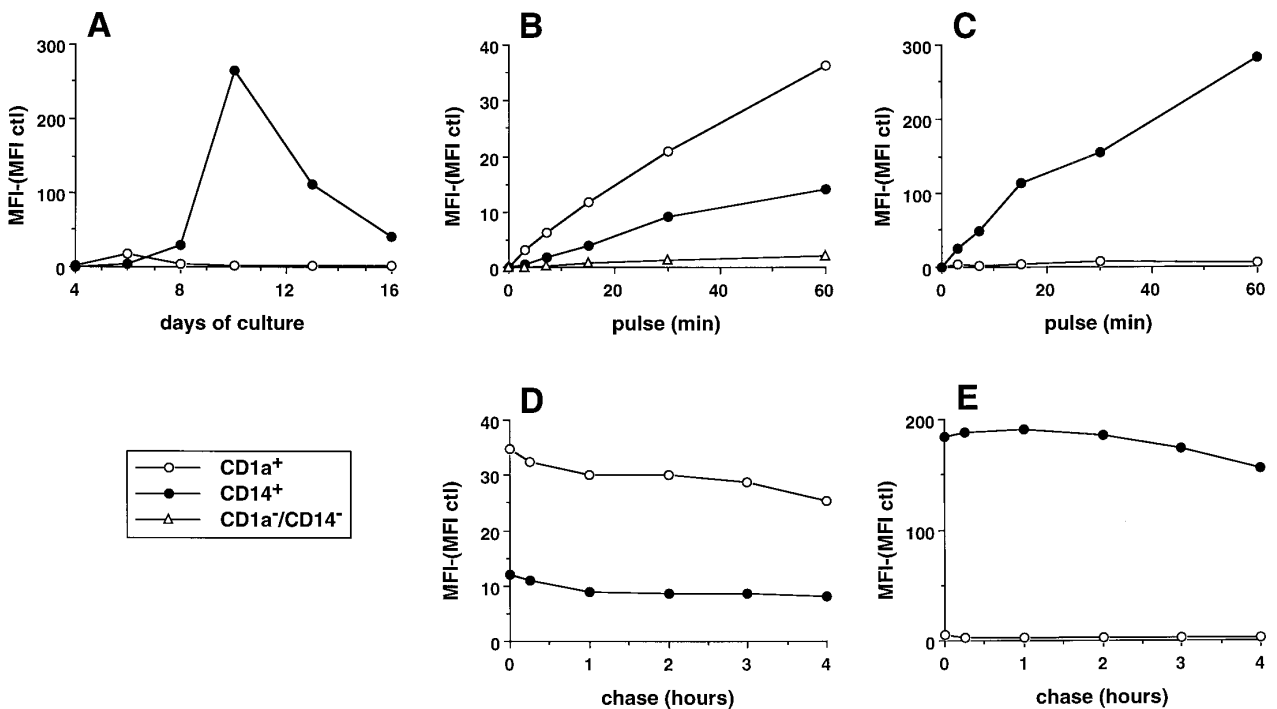 A
MFI-(MFI ctl)
300
200
100
0
4 8 12 16
days of culture
B
MFI-(MFI ctl)
40
30
20
10
0
0 20 40 60
pulse (min)
C
MFI-(MFI ctl)
300
200
100
0
0 20 40 60
pulse (min)
CD1a+
CD14+
CD1a-/CD14-
D
MFI-(MFI ctl)
40
30
20
10
0
0 1 2 3 4
chase (hours)
E
MFI-(MFI ctl)
200
100
0
0 1 2 3 4
chase (hours)